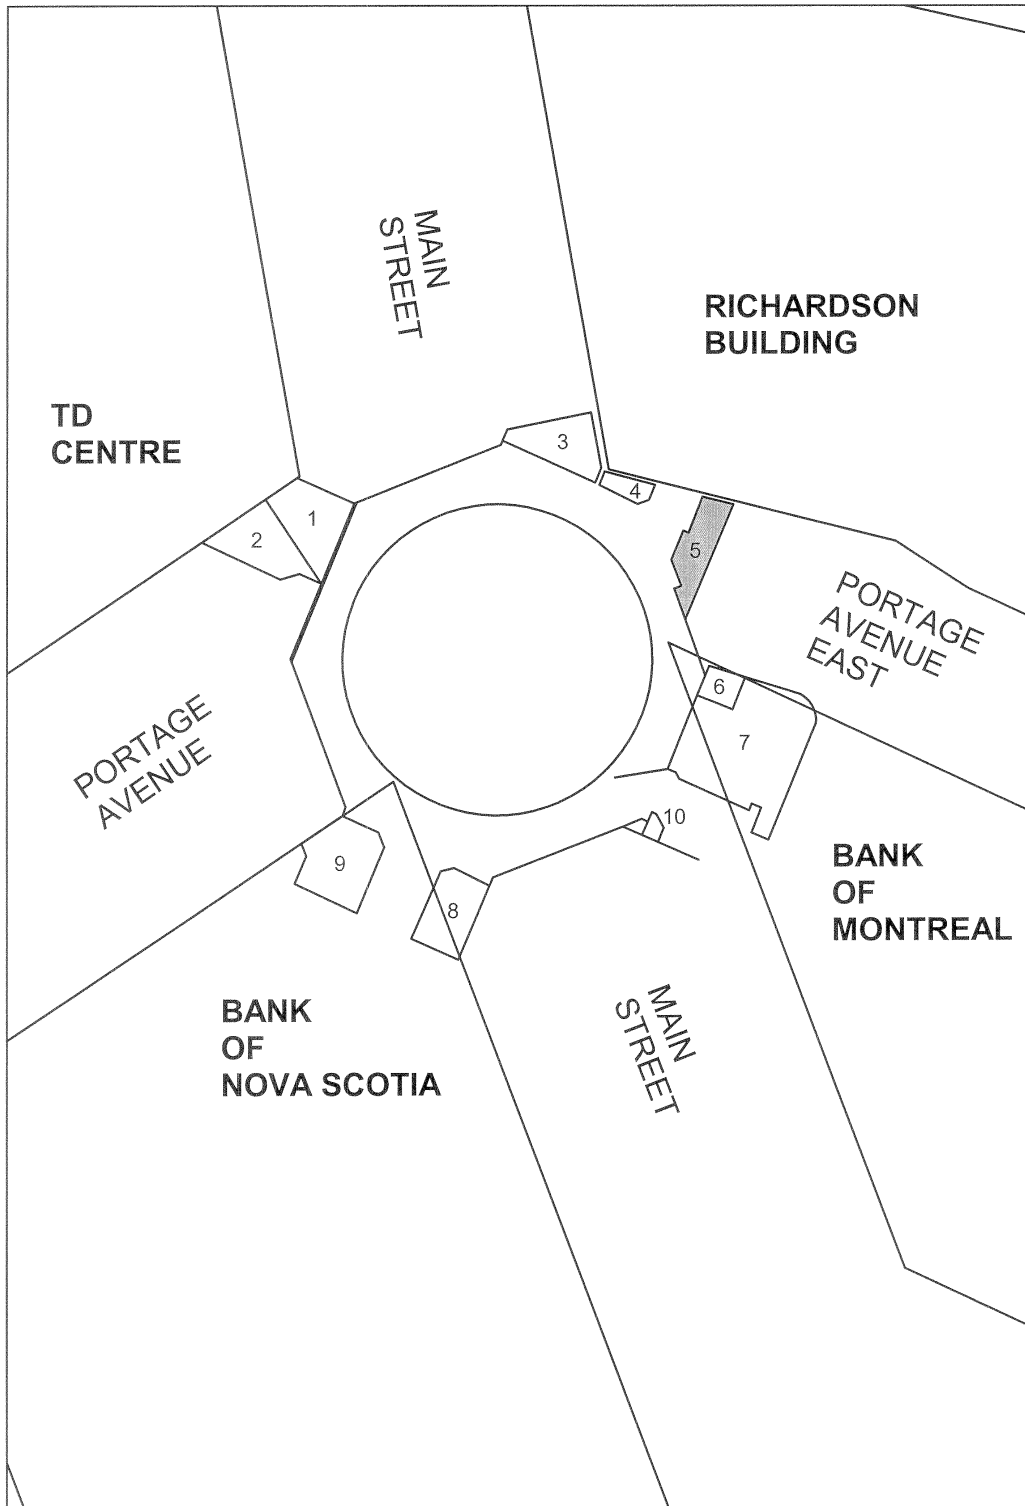 MAIN
STREET
RICHARDSON
BUILDING
TD
CENTRE
3
4
1
2
5
PORTAGE
AVENUE
EAST
6
7
PORTAGE
AVENUE
10
9
8
BANK
OF
MONTREAL
BANK
OF
NOVA SCOTIA
MAIN
STREET